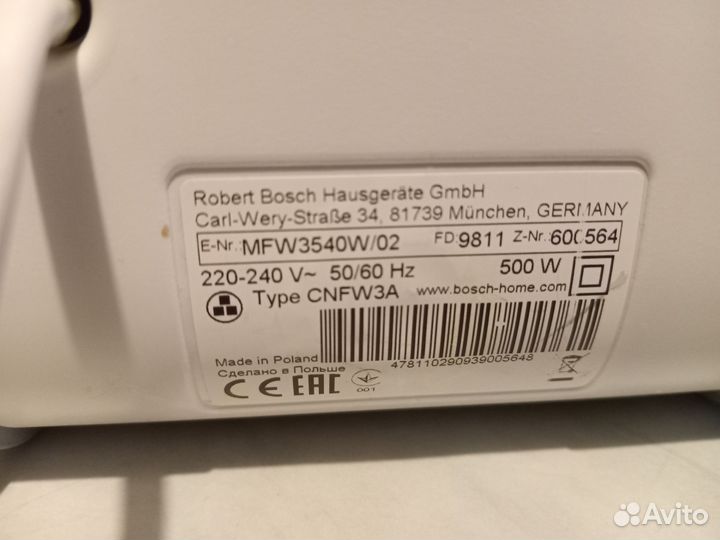 Robert Bosch Hausgeräte GmbH
Carl-Wery-Straße 34, 81739 München, GERMANY
E-Nr.: MFW3540W/02 FD: 9811 Z-Nr.: 600564
220-240 V~ 50/60 Hz 500 W
Type CNFW3A www.bosch-home.com
478110290939005648
Made in Poland
Сделано в Польше
CE EAC 001
Avito